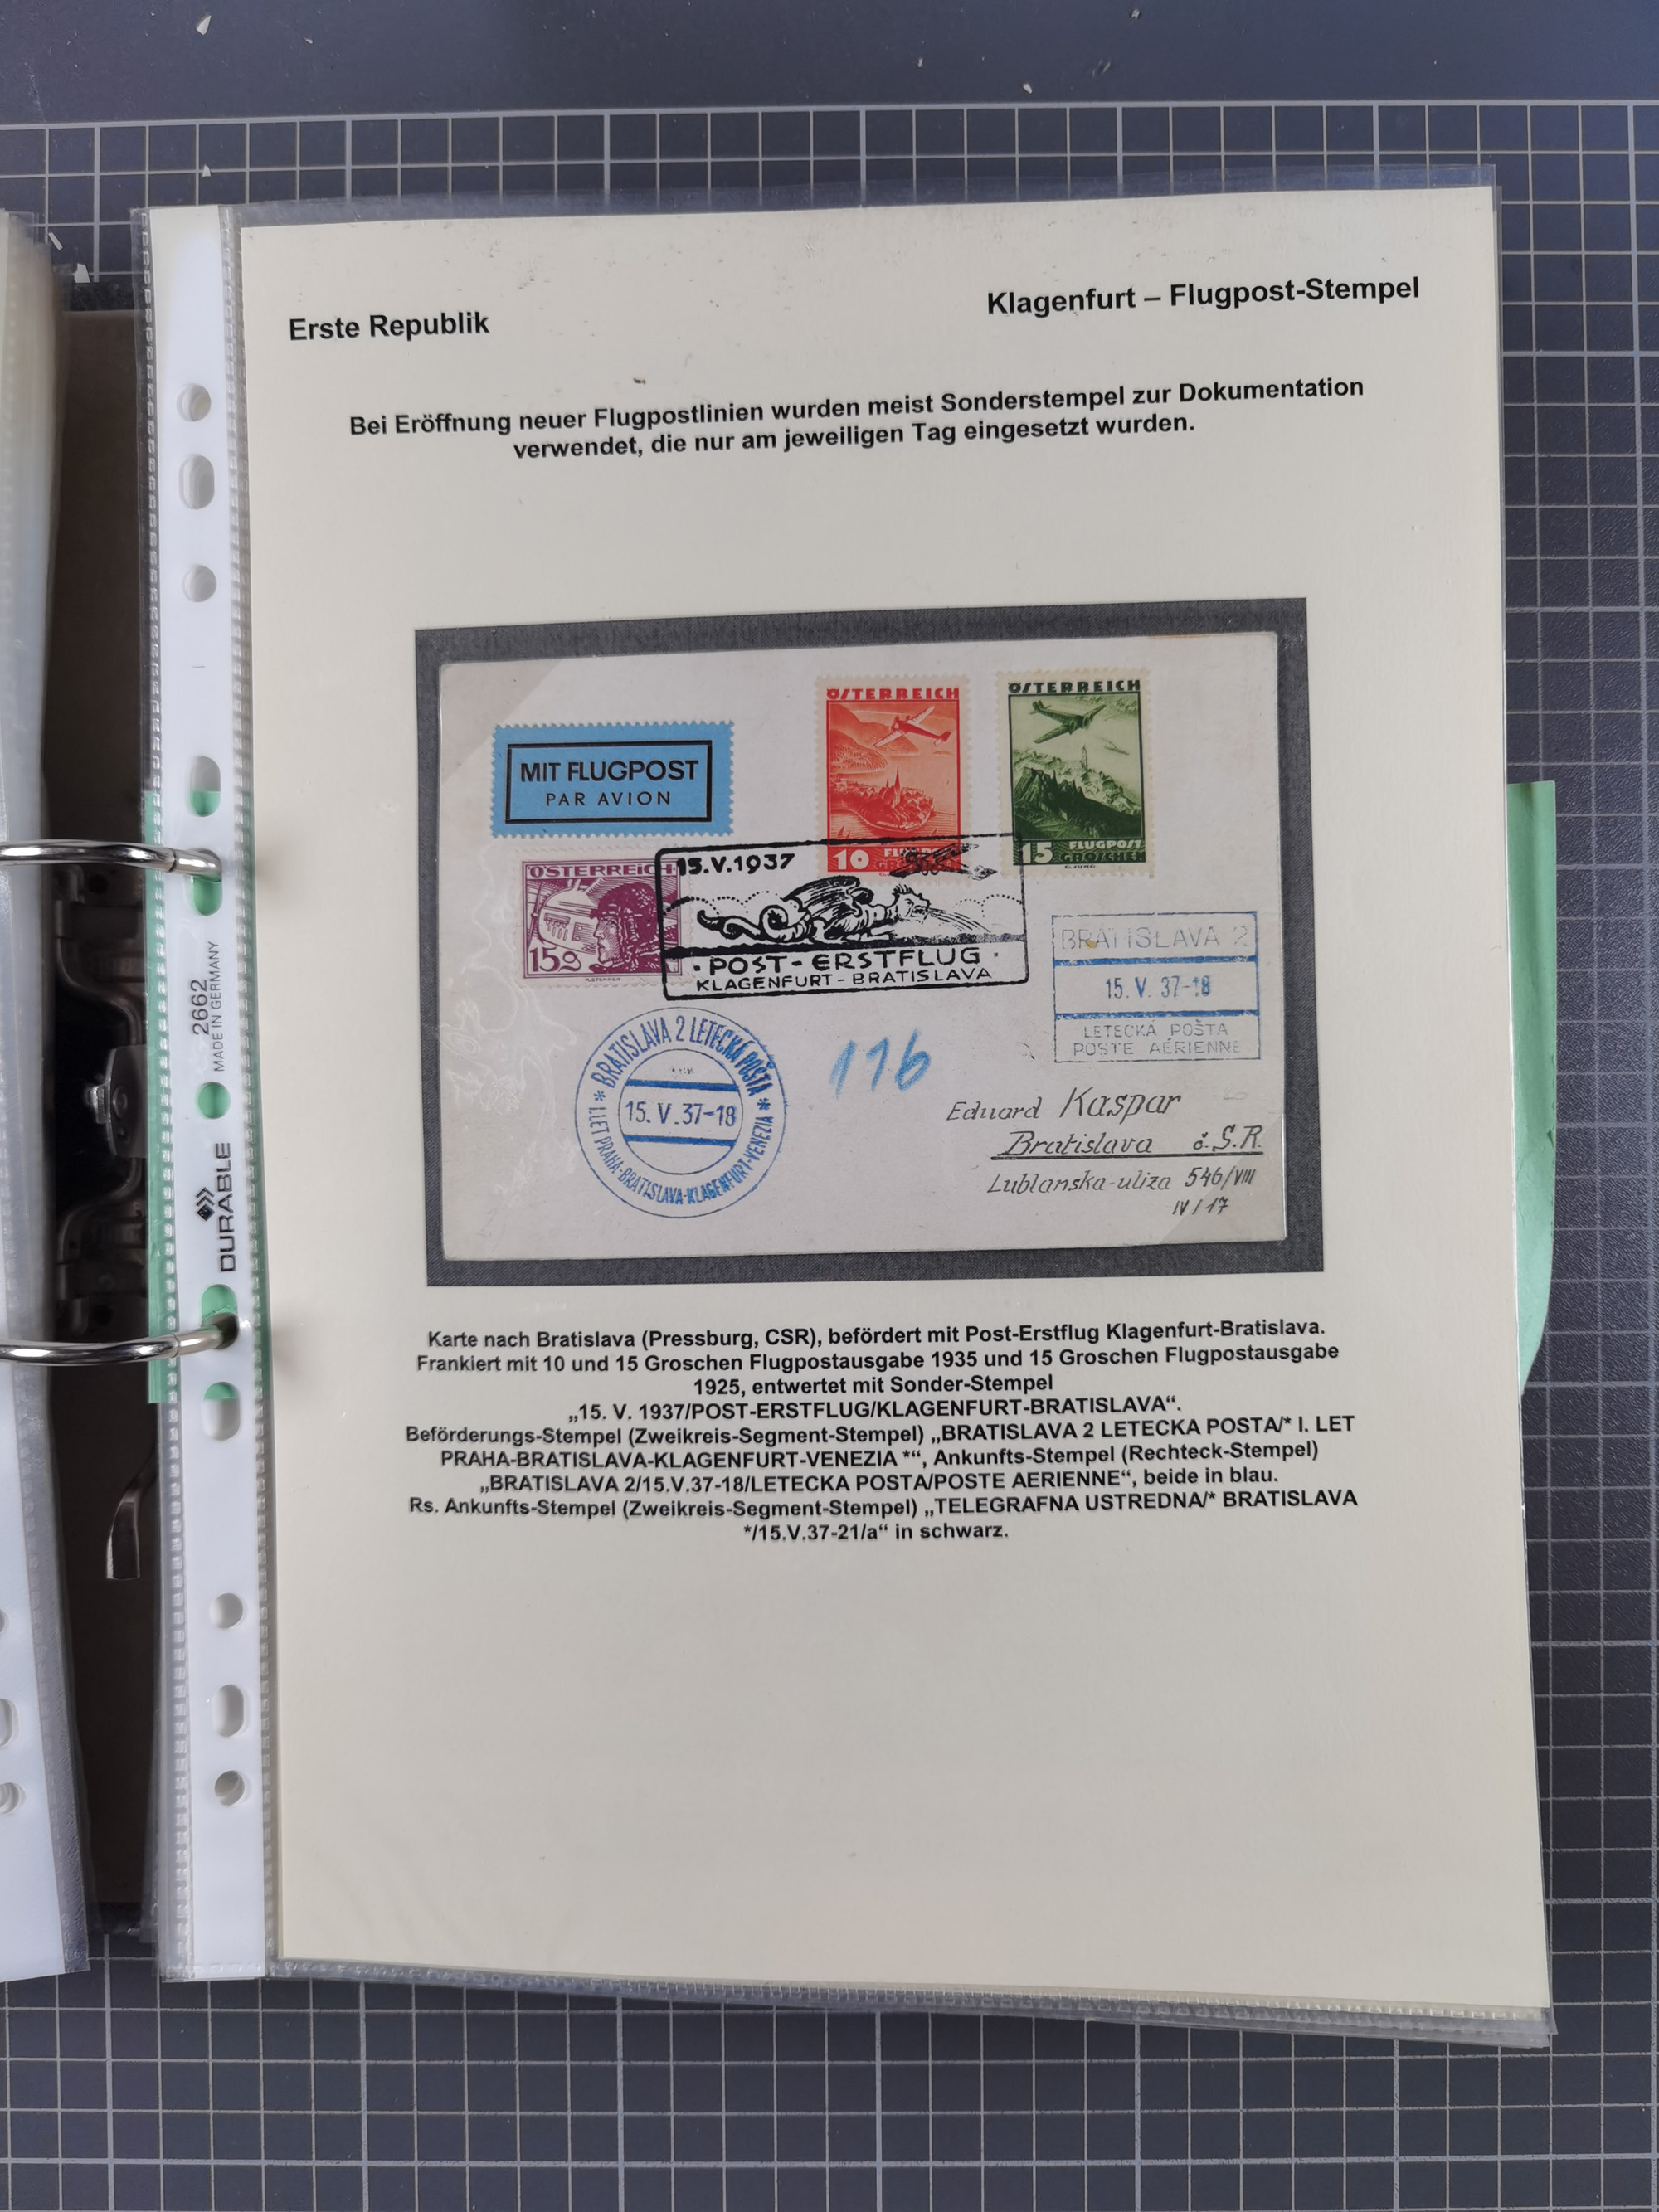 Erste Republik
Klagenfurt – Flugpost-Stempel
Bei Eröffnung neuer Flugpostlinien wurden meist Sonderstempel zur Dokumentation
verwendet, die nur am jeweiligen Tag eingesetzt wurden.
MIT FLUGPOST
PAR AVION
ÖSTERREICH
10 FLUGPOST
GROSCHEN
ÖSTERREICH
15 FLUGPOST
GROSCHEN
ÖSTERREICH
15g
15.V.1937
· POST-ERSTFLUG ·
KLAGENFURT-BRATISLAVA
BRATISLAVA 2
15. V. 37-18
LETECKÁ POŠTA
POSTE AÉRIENNE
* BRATISLAVA 2 LETECKÁ POŠTA *
15. V. 37-18
I. LET PRAHA-BRATISLAVA-KLAGENFURT-VENEZIA
116
Eduard Kaspar
Bratislava č.S.R.
Lublanska-uliza 546/VIII
IV/17
Karte nach Bratislava (Pressburg, CSR), befördert mit Post-Erstflug Klagenfurt-Bratislava.
Frankiert mit 10 und 15 Groschen Flugpostausgabe 1935 und 15 Groschen Flugpostausgabe
1925, entwertet mit Sonder-Stempel
„15. V. 1937/POST-ERSTFLUG/KLAGENFURT-BRATISLAVA“.
Beförderungs-Stempel (Zweikreis-Segment-Stempel) „BRATISLAVA 2 LETECKA POSTA/* I. LET
PRAHA-BRATISLAVA-KLAGENFURT-VENEZIA *“, Ankunfts-Stempel (Rechteck-Stempel)
„BRATISLAVA 2/15.V.37-18/LETECKA POSTA/POSTE AERIENNE“, beide in blau.
Rs. Ankunfts-Stempel (Zweikreis-Segment-Stempel) „TELEGRAFNA USTREDNA/* BRATISLAVA
*/15.V.37-21/a“ in schwarz.
DURABLE
2662
MADE IN GERMANY